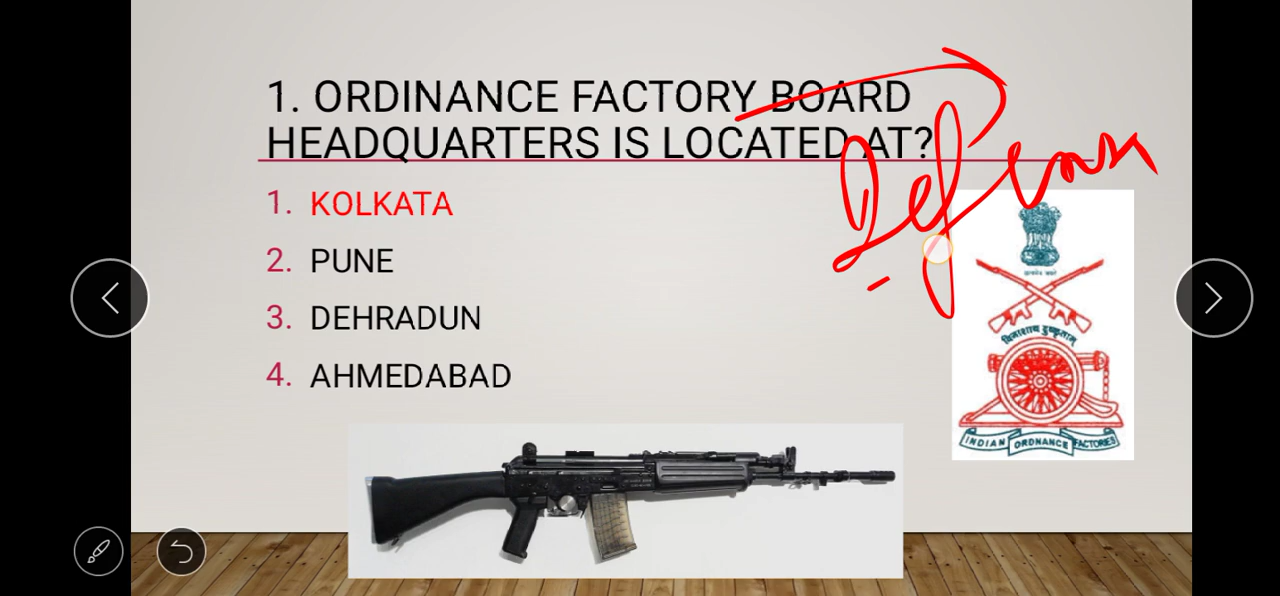 1. ORDINANCE FACTORY BOARD
HEADQUARTERS IS LOCATED AT?
Defense
1. KOLKATA
2. PUNE
3. DEHRADUN
4. AHMEDABAD
विनाशाय दुष्कृताम्
INDIAN ORDNANCE FACTORIES